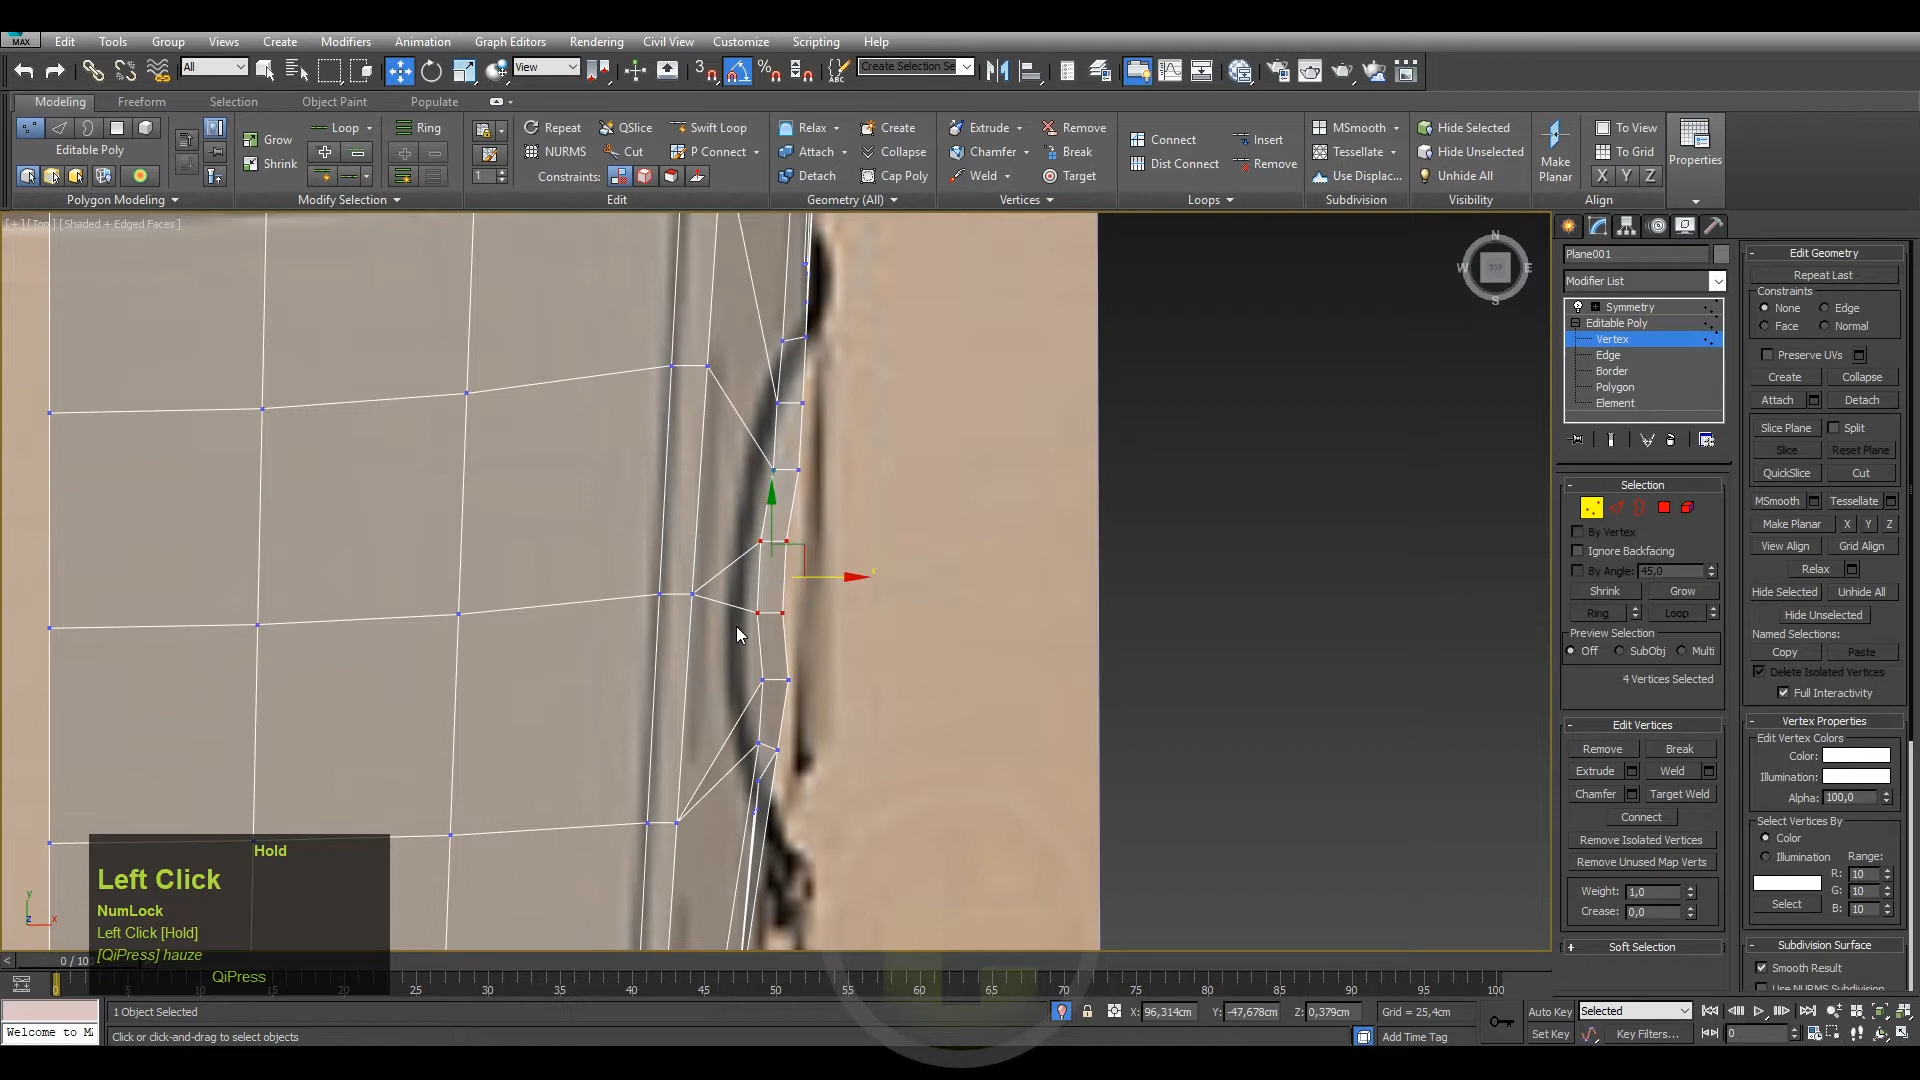 MAX Edit Tools Group Views Create Modifiers Animation Graph Editors Rendering Civil View Customize Scripting Help
All View 3 Create Selection Se
Modeling Freeform Selection Object Paint Populate
Grow Loop Ring Repeat QSlice Swift Loop Relax Create Extrude Remove Connect Insert MSmooth Hide Selected To View
Editable Poly Shrink NURMS Cut P Connect Attach Collapse Chamfer Break Dist Connect Remove Tessellate Hide Unselected Make Planar To Grid Properties
1 Constraints: Detach Cap Poly Weld Target Use Displac... Unhide All X Y Z
Polygon Modeling Modify Selection Edit Geometry (All) Vertices Loops Subdivision Visibility Align
[+] [Top] [Shaded + Edged Faces]
N
W TOP E
S
x
Plane001
Modifier List
Symmetry
Editable Poly
Vertex
Edge
Border
Polygon
Element
Selection
By Vertex
Ignore Backfacing
By Angle: 45,0
Shrink Grow
Ring Loop
Preview Selection
Off SubObj Multi
4 Vertices Selected
Edit Vertices
Remove Break
Extrude Weld
Chamfer Target Weld
Connect
Remove Isolated Vertices
Remove Unused Map Verts
Weight: 1,0
Crease: 0,0
Soft Selection
Edit Geometry
Repeat Last
Constraints
None Edge
Face Normal
Preserve UVs
Create Collapse
Attach Detach
Slice Plane Split
Slice Reset Plane
QuickSlice Cut
MSmooth Tessellate
Make Planar X Y Z
View Align Grid Align
Relax
Hide Selected Unhide All
Hide Unselected
Named Selections:
Copy Paste
Delete Isolated Vertices
Full Interactivity
Vertex Properties
Edit Vertex Colors
Color:
Illumination:
Alpha: 100,0
Select Vertices By
Color
Illumination Range:
R: 10
G: 10
Select B: 10
Subdivision Surface
Smooth Result
Hold
Left Click
NumLock
Left Click [Hold]
[QiPress] hauze
QiPress
y
z x
0 / 100
0 15 20 25 30 35 40 45 50 55 60 65 70 75 80 85 90 95 100
1 Object Selected X: 96,314cm Y: -47,678cm Z: 0,379cm Grid = 25,4cm Auto Key Selected
Welcome to M Click or click-and-drag to select objects Add Time Tag Set Key Key Filters... 0